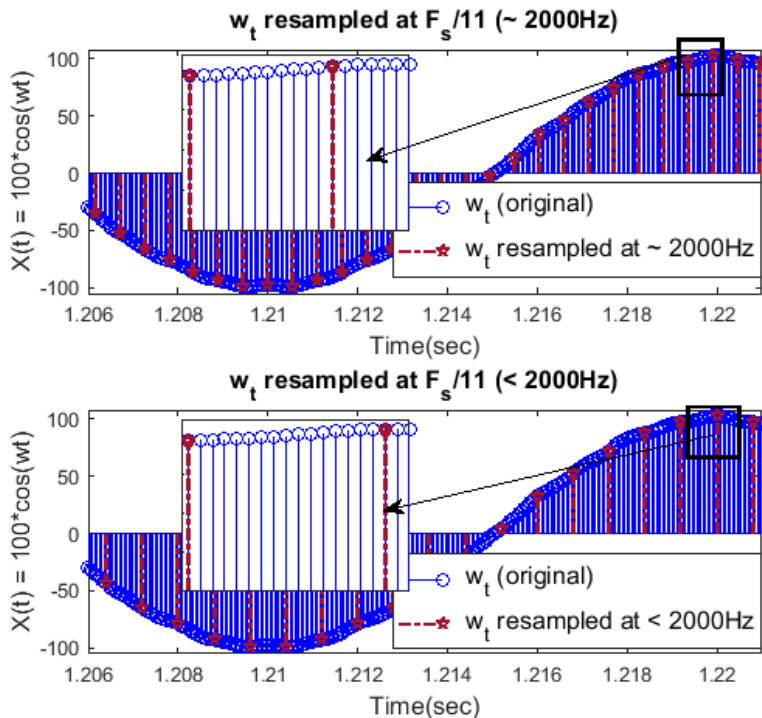 w_t resampled at F_s/11 (~ 2000Hz)
X(t) = 100*cos(wt)
100
50
0
-50
-100
w_t (original)
w_t resampled at ~ 2000Hz
1.206 1.208 1.21 1.212 1.214 1.216 1.218 1.22
Time(sec)
w_t resampled at F_s/11 (< 2000Hz)
X(t) = 100*cos(wt)
100
50
0
-50
-100
w_t (original)
w_t resampled at < 2000Hz
1.206 1.208 1.21 1.212 1.214 1.216 1.218 1.22
Time(sec)